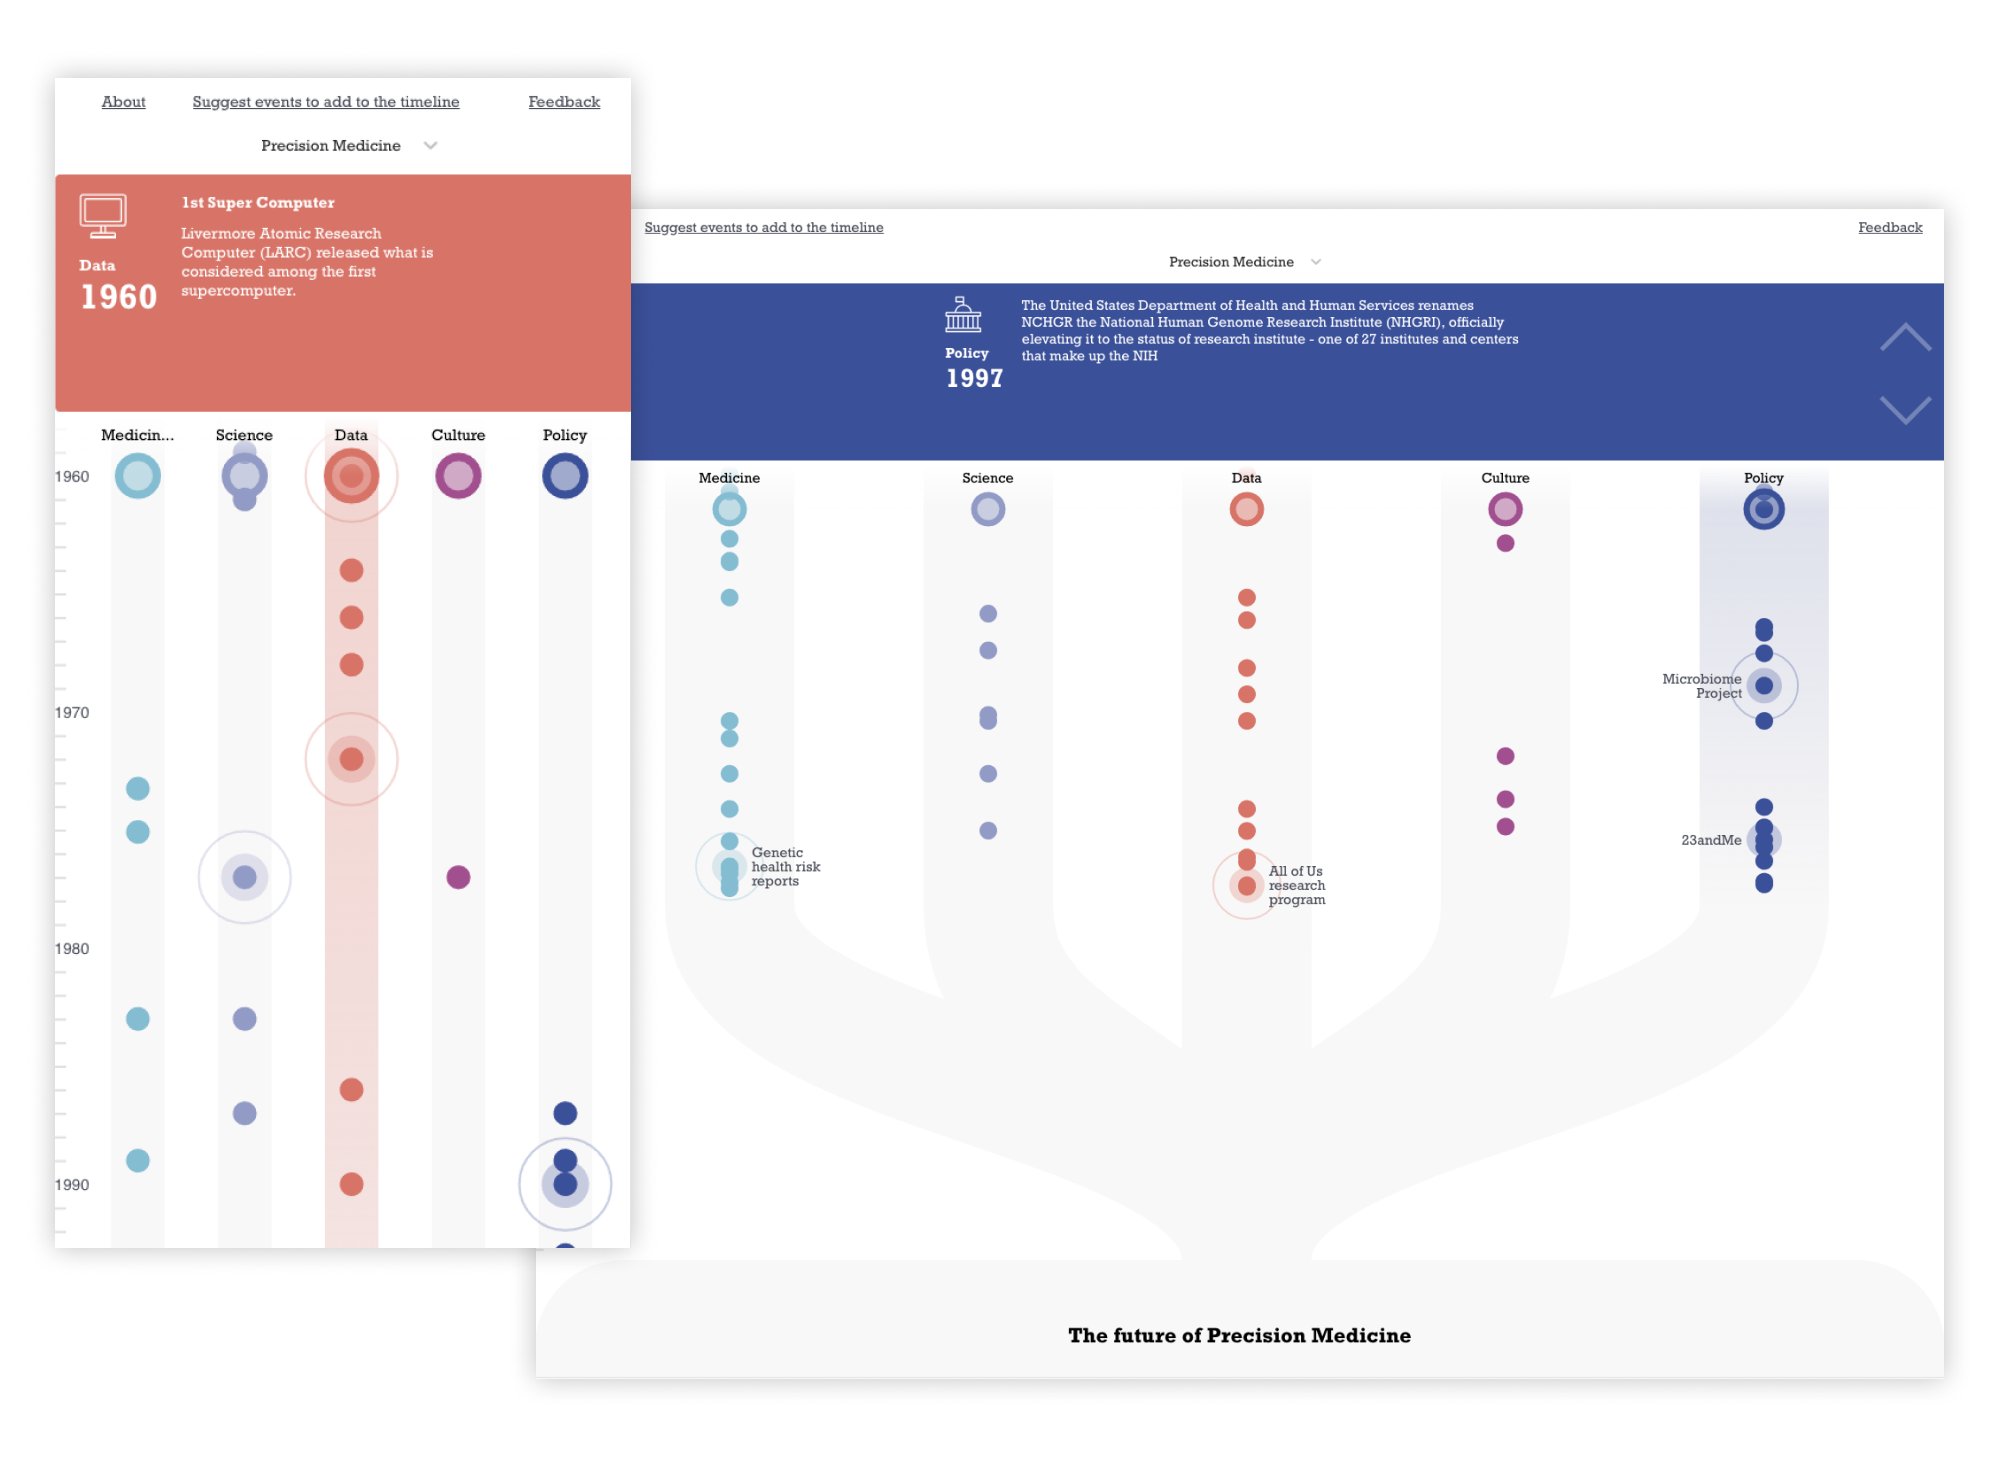 About
Suggest events to add to the timeline
Feedback
Precision Medicine
1st Super Computer
Livermore Atomic Research
Computer (LARC) released what is
considered among the first
supercomputer.
Data
1960
Medicin...
Science
Data
Culture
Policy
1960
1970
1980
1990
Suggest events to add to the timeline
Feedback
Precision Medicine
The United States Department of Health and Human Services renames
NCHGR the National Human Genome Research Institute (NHGRI), officially
elevating it to the status of research institute - one of 27 institutes and centers
that make up the NIH
Policy
1997
Medicine
Science
Data
Culture
Policy
Microbiome
Project
23andMe
Genetic
health risk
reports
All of Us
research
program
The future of Precision Medicine